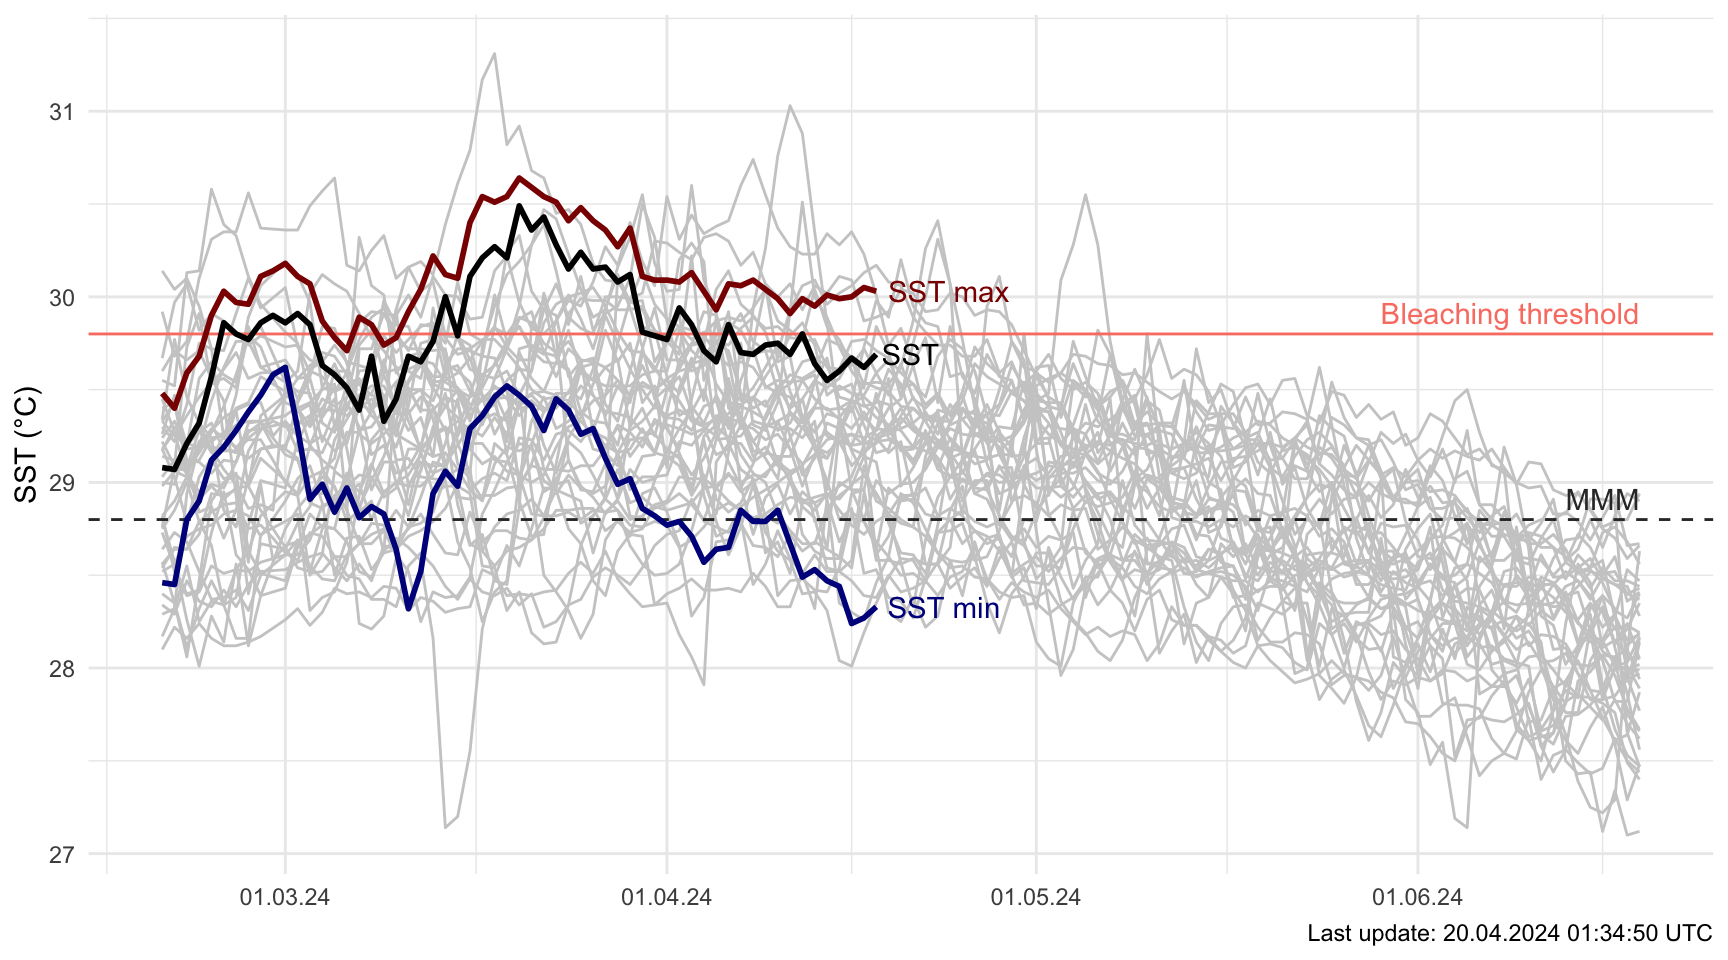 SST (°C)
31
30
29
28
27
SST max
Bleaching threshold
SST
MMM
SST min
01.03.24
01.04.24
01.05.24
01.06.24
Last update: 20.04.2024 01:34:50 UTC